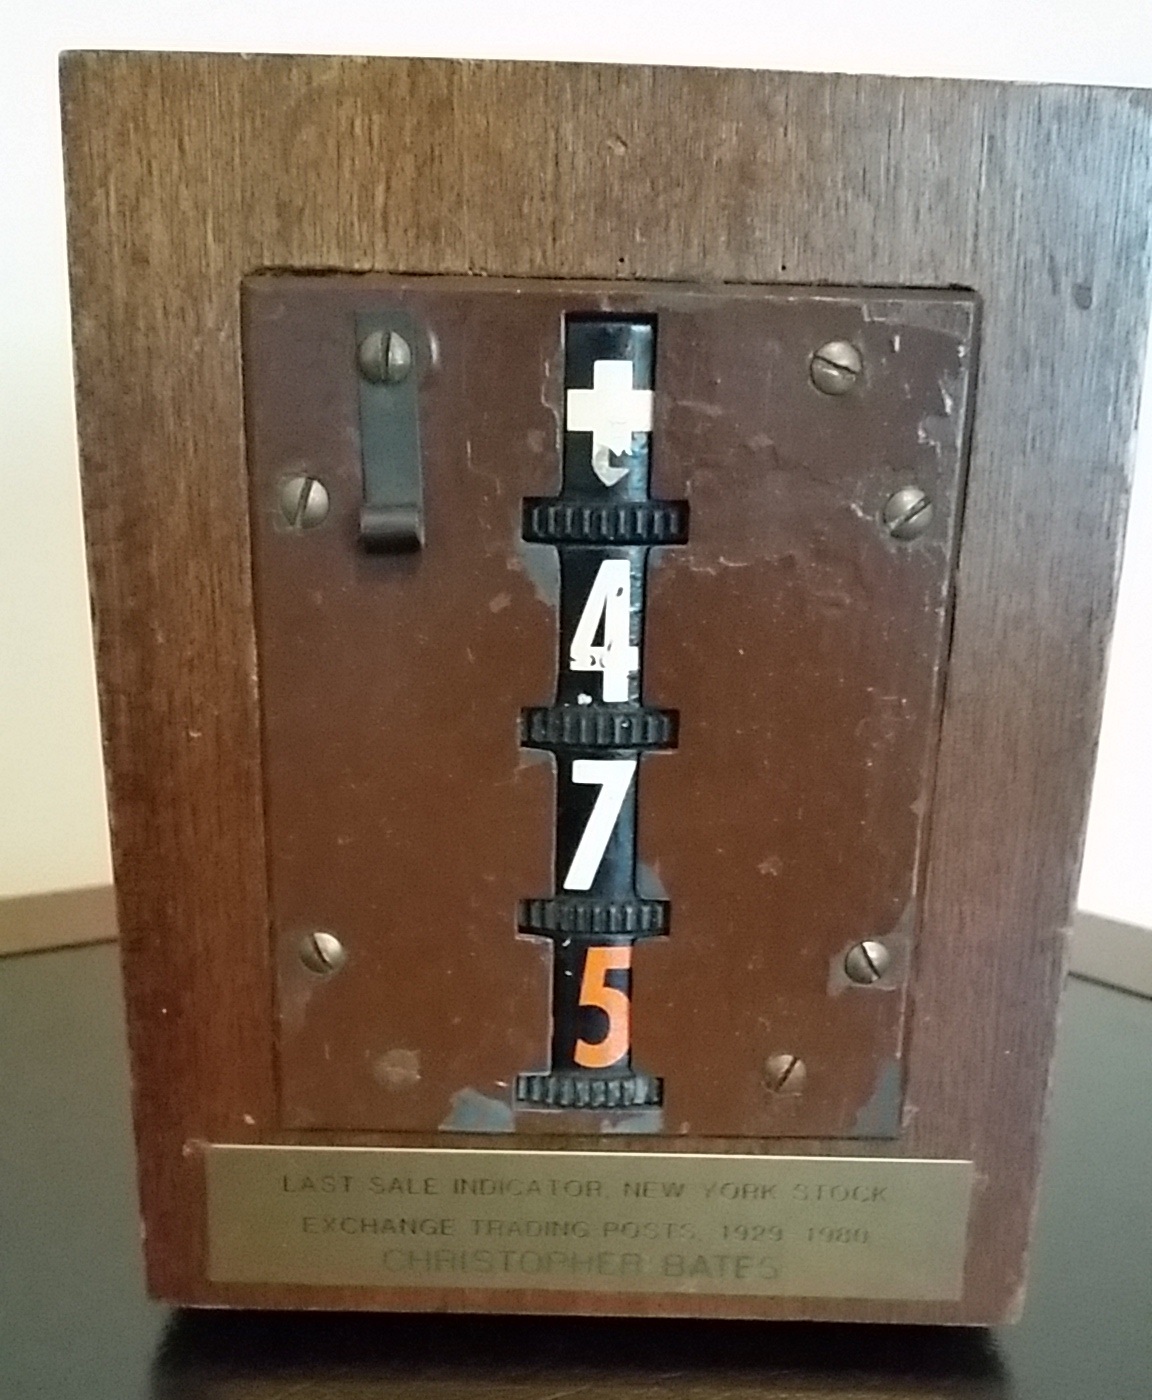 +
4
7
5
LAST SALE INDICATOR, NEW YORK STOCK
EXCHANGE TRADING POSTS, 1929 1980
CHRISTOPHER BATES